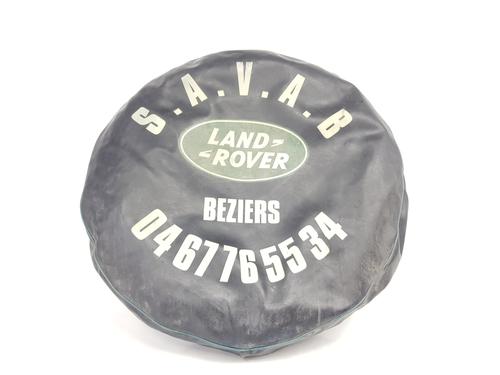 S.A.V.A.B
LAND-
-ROVER
BEZIERS
0467765534